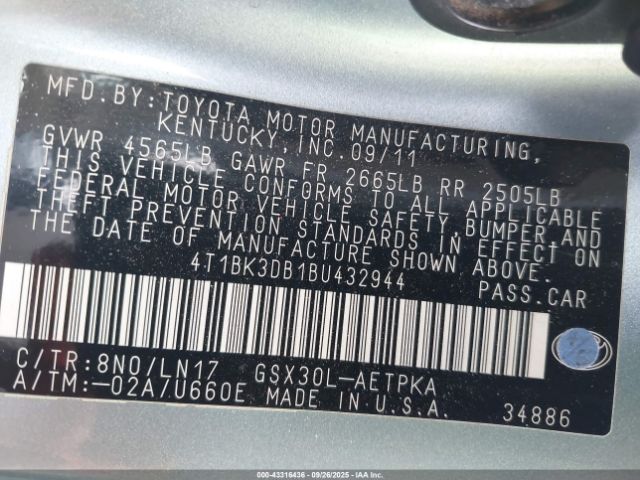 MFD.BY:TOYOTA MOTOR MANUFACTURING,
KENTUCKY,INC.09/11
GVWR 4565LB GAWR FR 2665LB RR 2505LB
THIS VEHICLE CONFORMS TO ALL APPLICABLE
FEDERAL MOTOR VEHICLE SAFETY,BUMPER AND
THEFT PREVENTION STANDARDS IN EFFECT ON
THE DATE OF MANUFACTURE SHOWN ABOVE.
4T1BK3DB1BU432944 PASS.CAR
C/TR:8N0/LN17 GSX30L-AETPKA
A/TM:-02A/U660E MADE IN U.S.A. 34886
000-43316436 - 09/26/2025 - IAAI.com